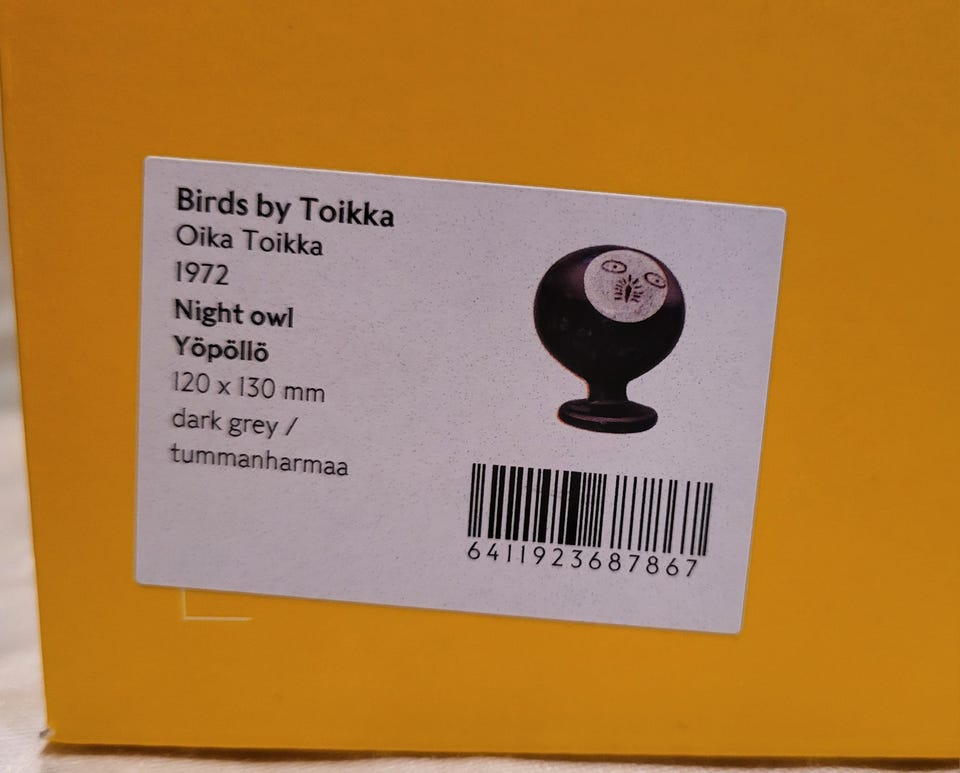 Birds by Toikka
Oika Toikka
1972
Night owl
Yöpöllö
120 x 130 mm
dark grey /
tummanharmaa
6411923687867